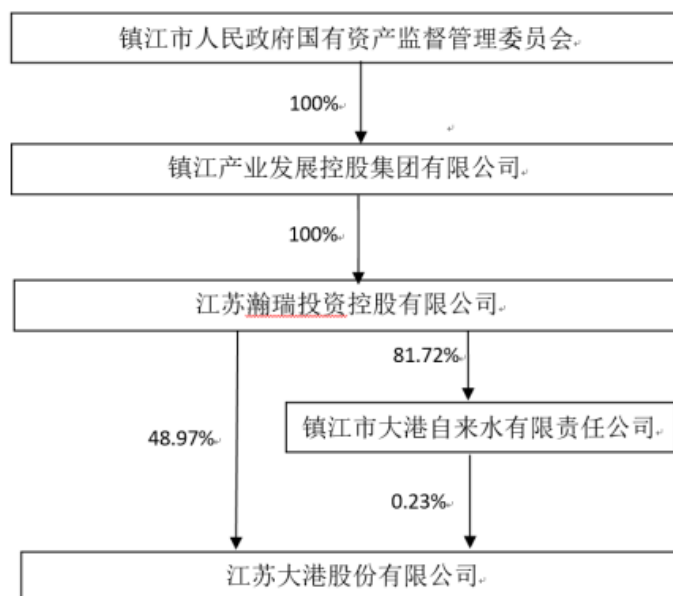 镇江市人民政府国有资产监督管理委员会
100%
镇江产业发展控股集团有限公司
100%
江苏瀚瑞投资控股有限公司
81.72%
镇江市大港自来水有限责任公司
48.97%
0.23%
江苏大港股份有限公司